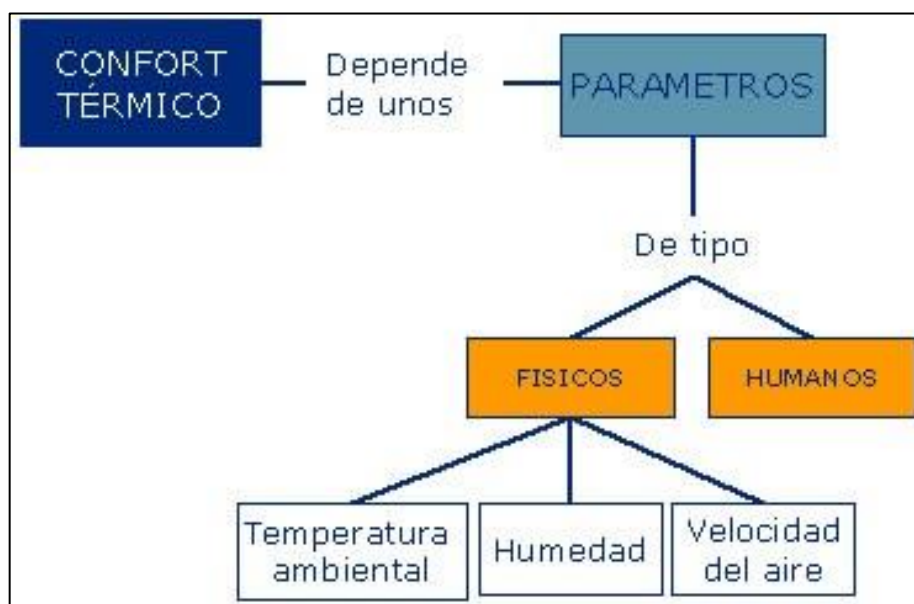 CONFORT
TÉRMICO
Depende
de unos
PARAMETROS
De tipo
FISICOS
HUMANOS
Temperatura
ambiental
Humedad
Velocidad
del aire